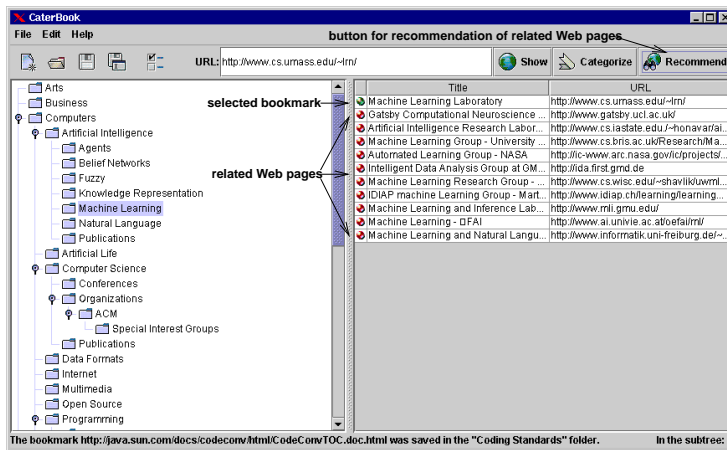 CaterBook
File Edit Help
button for recommendation of related Web pages
URL: http://www.cs.umass.edu/~lrn/
Show
Categorize
Recommend
Arts
Business
Computers
Artificial Intelligence
Agents
Belief Networks
Fuzzy
Knowledge Representation
Machine Learning
Natural Language
Publications
Artificial Life
Computer Science
Conferences
Organizations
ACM
Special Interest Groups
Publications
Data Formats
Internet
Multimedia
Open Source
Programming
selected bookmark
related Web pages
Title URL
Machine Learning Laboratory http://www.cs.umass.edu/~lrn/
Gatsby Computational Neuroscience ... http://www.gatsby.ucl.ac.uk/
Artificial Intelligence Research Labor... http://www.cs.iastate.edu./~honavar/ai...
Machine Learning Group - University ... http://www.cs.bris.ac.uk/Research/Ma...
Automated Learning Group - NASA http://ic-www.arc.nasa.gov/ic/projects/...
Intelligent Data Analysis Group at GM... http://ida.first.gmd.de
Machine Learning Research Group - ... http://www.cs.wisc.edu/~shavlik/uwml...
IDIAP machine Learning Group - Mart... http://www.idiap.ch/learning/learning...
Machine Learning and Inference Lab... http://www.mli.gmu.edu/
Machine Learning - □FAI http://www.ai.univie.ac.at/oefai/ml/
Machine Learning and Natural Langu... http://www.informatik.uni-freiburg.de/~...
The bookmark http://java.sun.com/docs/codeconv/html/CodeConvTOC.doc.html was saved in the "Coding Standards" folder. In the subtree: